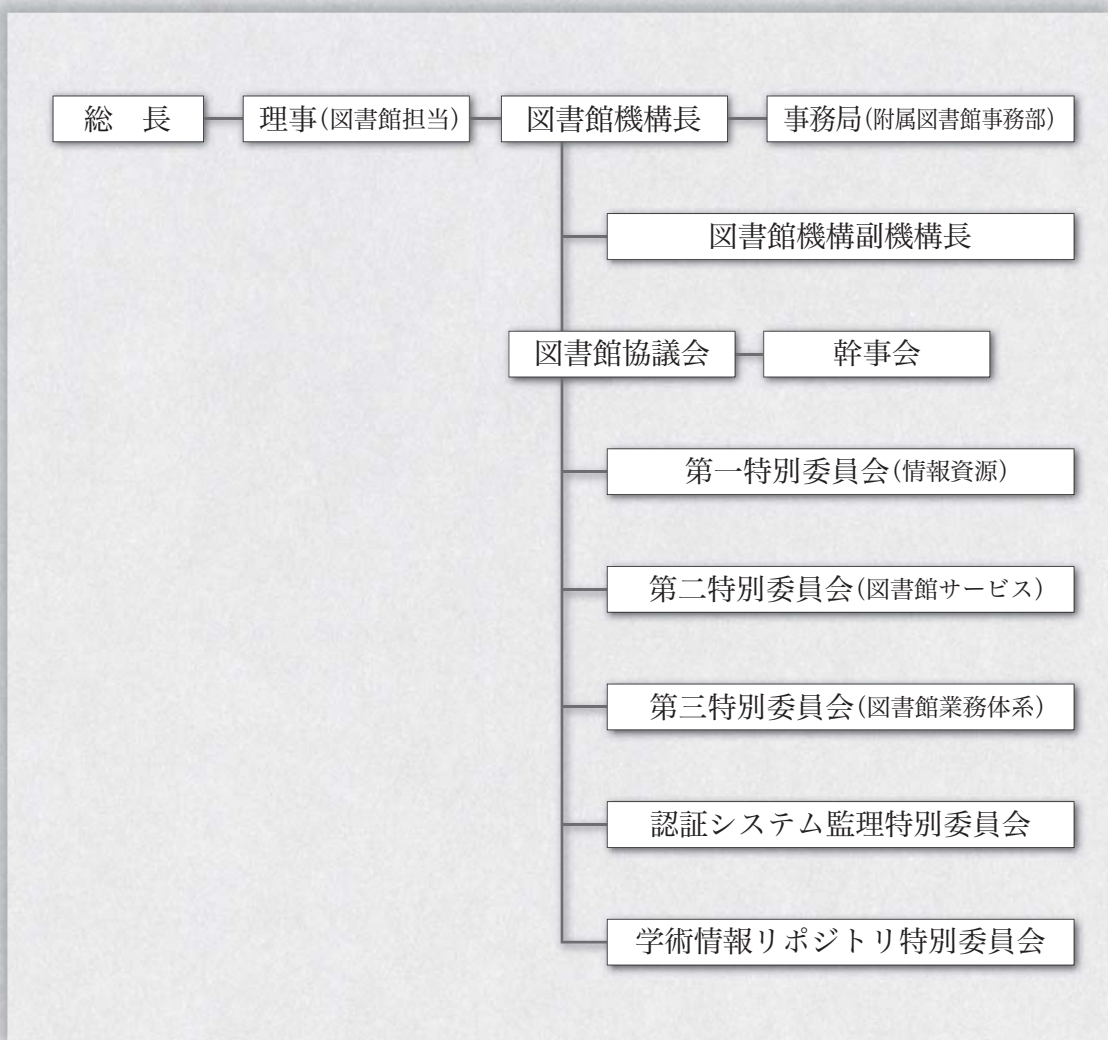 総　長
理事(図書館担当)
図書館機構長
事務局(附属図書館事務部)
図書館機構副機構長
図書館協議会
幹事会
第一特別委員会(情報資源)
第二特別委員会(図書館サービス)
第三特別委員会(図書館業務体系)
認証システム監理特別委員会
学術情報リポジトリ特別委員会